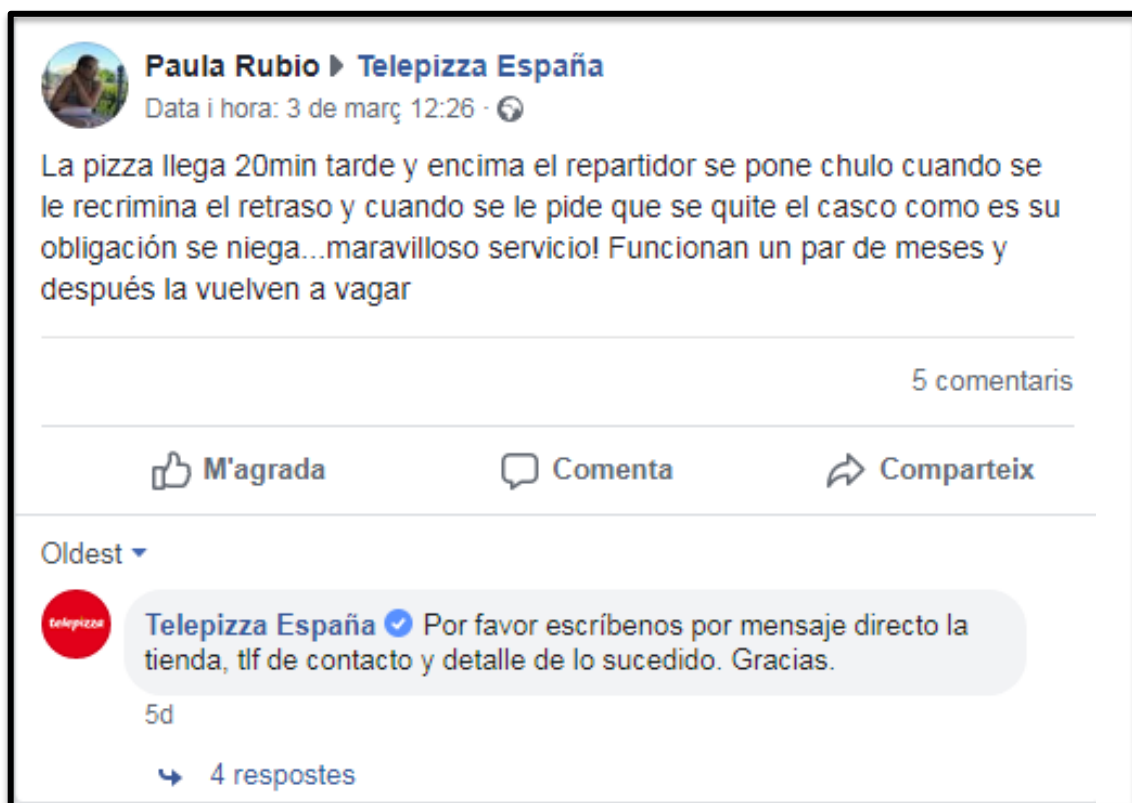 Paula Rubio Telepizza España
Data i hora: 3 de març 12:26 ·
La pizza llega 20min tarde y encima el repartidor se pone chulo cuando se
le recrimina el retraso y cuando se le pide que se quite el casco como es su
obligación se niega...maravilloso servicio! Funcionan un par de meses y
después la vuelven a vagar
5 comentaris
M'agrada Comenta Comparteix
Oldest
telepizza
Telepizza España Por favor escríbenos por mensaje directo la
tienda, tlf de contacto y detalle de lo sucedido. Gracias.
5d
4 respostes